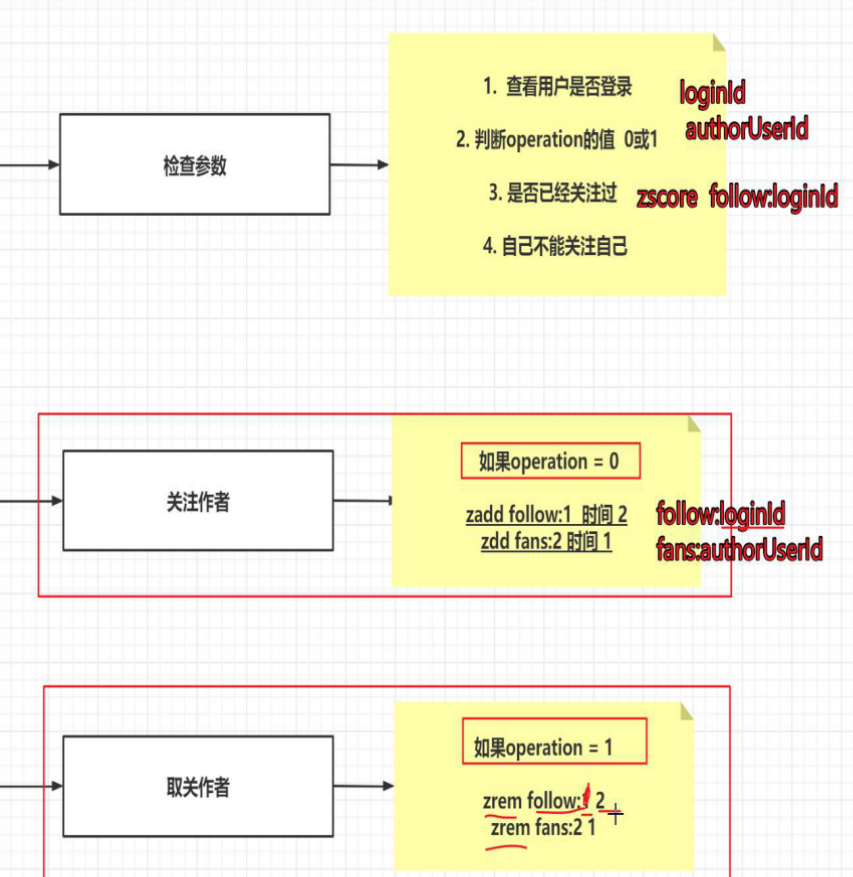 检查参数
1. 查看用户是否登录
loginId
authorUserId
2. 判断operation的值 0或1
3. 是否已经关注过
zscore follow:loginId
4. 自己不能关注自己
关注作者
如果operation = 0
zadd follow:1 时间 2
zdd fans:2 时间 1
follow:loginId
fans:authorUserId
取关作者
如果operation = 1
zrem follow:1 2
zrem fans:2 1